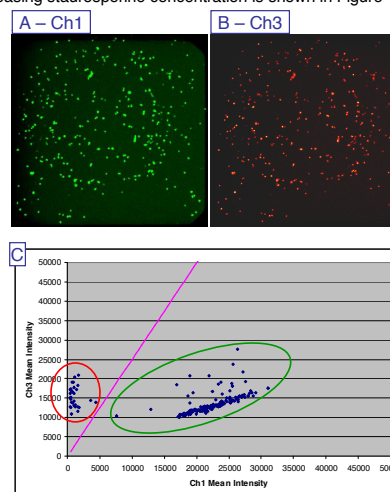 easing staurosporine concentration is shown in Figure
A – Ch1
B – Ch3
C
50000
45000
40000
35000
30000
25000
20000
15000
10000
5000
0
Ch3 Mean Intensity
0 5000 10000 15000 20000 25000 30000 35000 40000 45000
Ch1 Mean Intensity